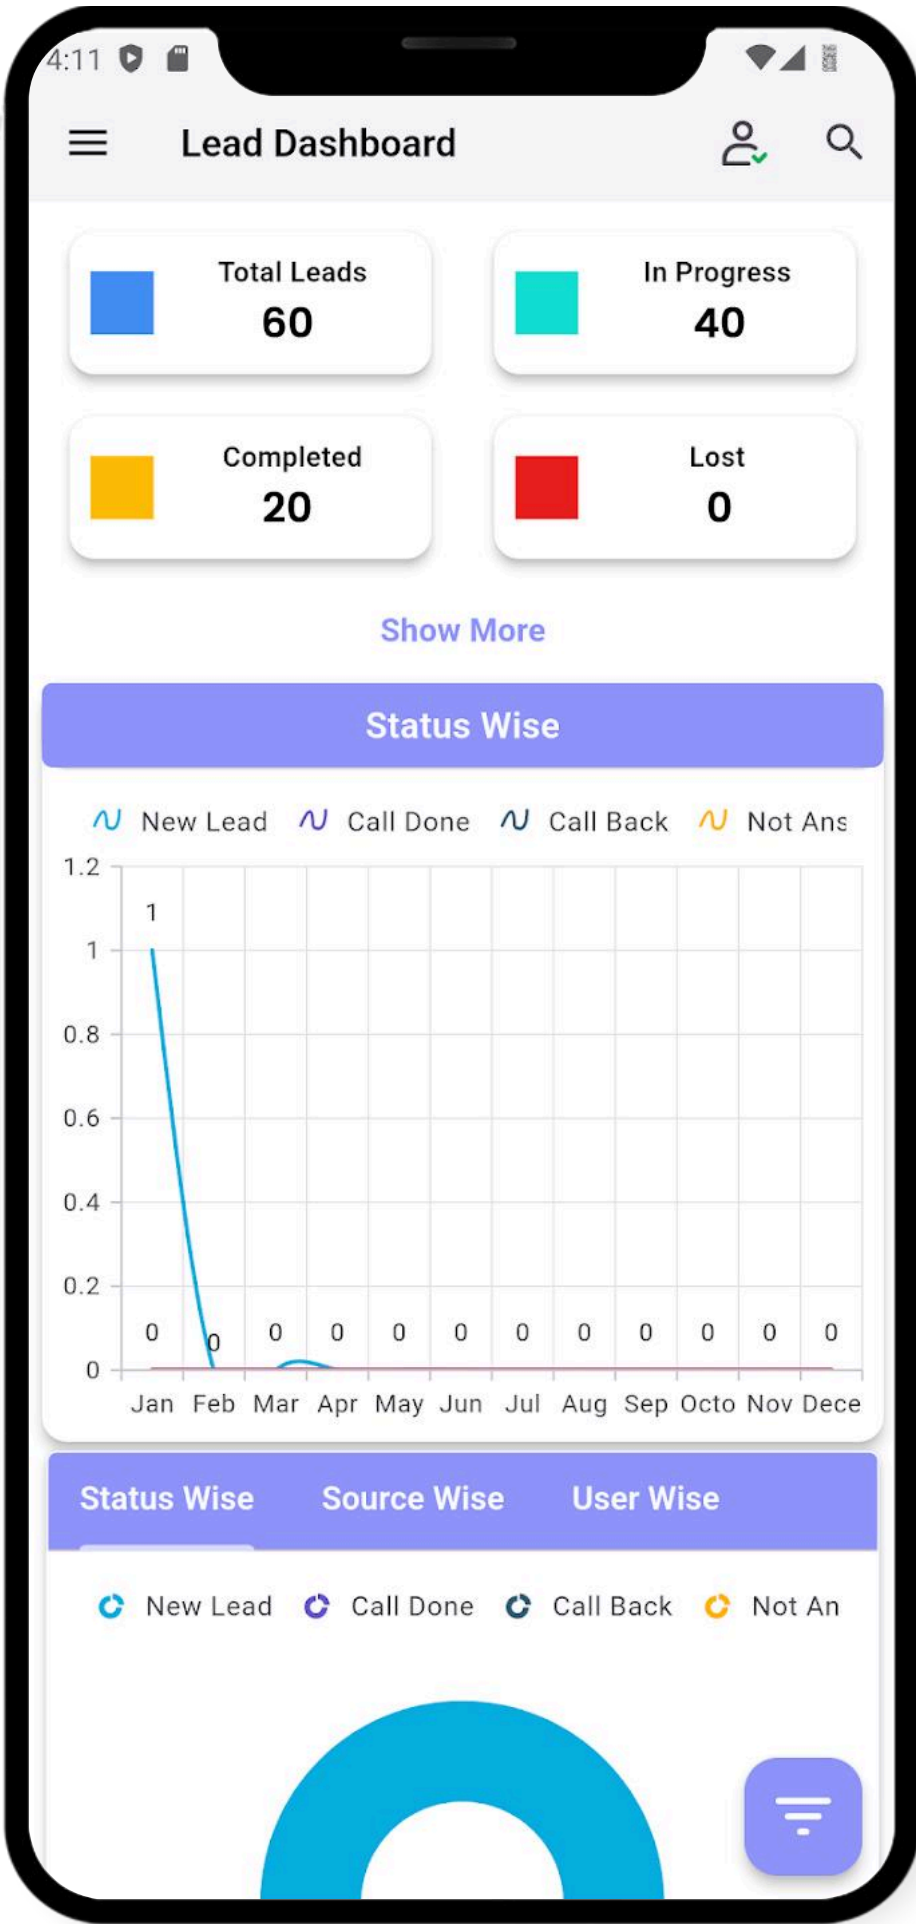 4:11
Lead Dashboard
Total Leads
60
In Progress
40
Completed
20
Lost
0
Show More
Status Wise
New Lead Call Done Call Back Not Ans
1.2
1
1
0.8
0.6
0.4
0.2
0 0 0 0 0 0 0 0 0 0 0 0
0
Jan Feb Mar Apr May Jun Jul Aug Sep Octo Nov Dece
Status Wise Source Wise User Wise
New Lead Call Done Call Back Not An